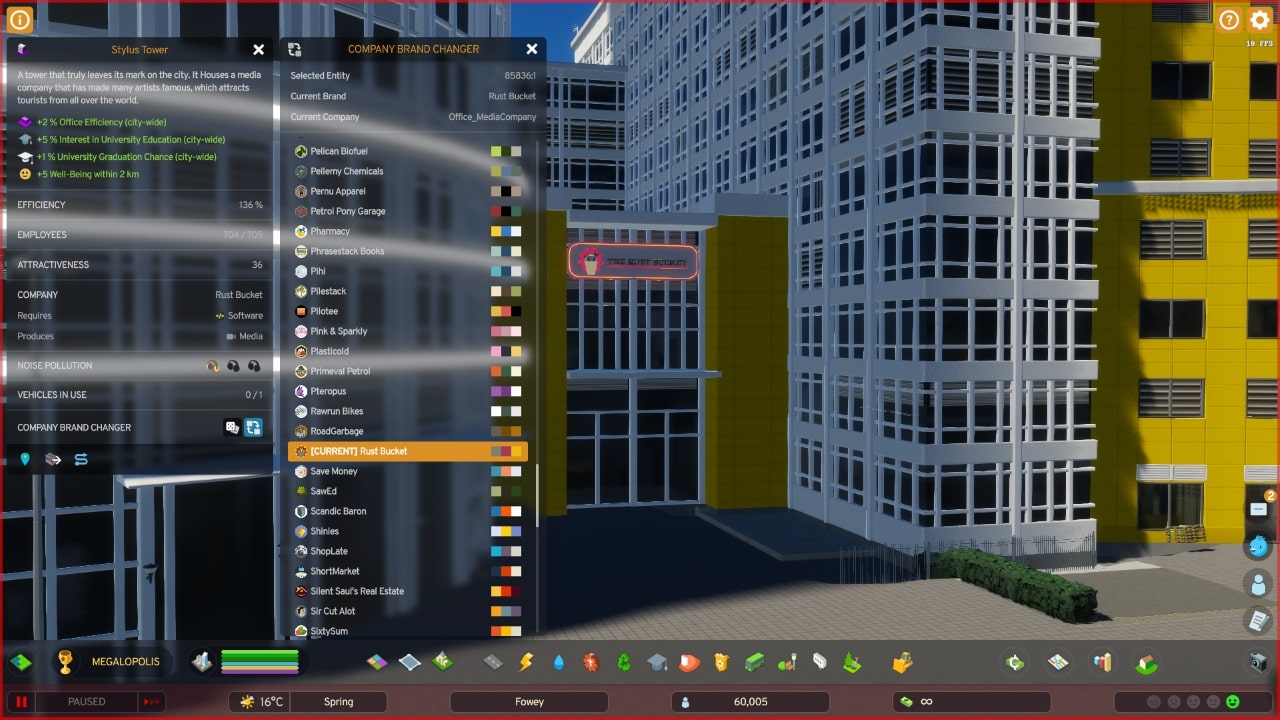 Stylus Tower
A tower that truly leaves its mark on the city. It Houses a media
company that has made many artists famous, which attracts
tourists from all over the world.
+2 % Office Efficiency (city-wide)
+5 % Interest in University Education (city-wide)
+1 % University Graduation Chance (city-wide)
+5 Well-Being within 2 km
EFFICIENCY 136 %
EMPLOYEES 704 / 705
ATTRACTIVENESS 36
COMPANY Rust Bucket
Requires Software
Produces Media
NOISE POLLUTION
VEHICLES IN USE 0 / 1
COMPANY BRAND CHANGER
COMPANY BRAND CHANGER
Selected Entity 85836:1
Current Brand Rust Bucket
Current Company Office_MediaCompany
Pelican Biofuel
Pellemy Chemicals
Pernu Apparel
Petrol Pony Garage
Pharmacy
Phrasestack Books
Pihi
Pilestack
Pilotee
Pink & Sparkly
Plasticold
Primeval Petrol
Pteropus
Rawrun Bikes
RoadGarbage
[CURRENT] Rust Bucket
Save Money
SawEd
Scandic Baron
Shinies
ShopLate
ShortMarket
Silent Saul's Real Estate
Sir Cut Alot
SixtySum
THE RUST BUCKET
10 FPS
2
MEGALOPOLIS
PAUSED
16°C
Spring
Fowey
60,005
∞